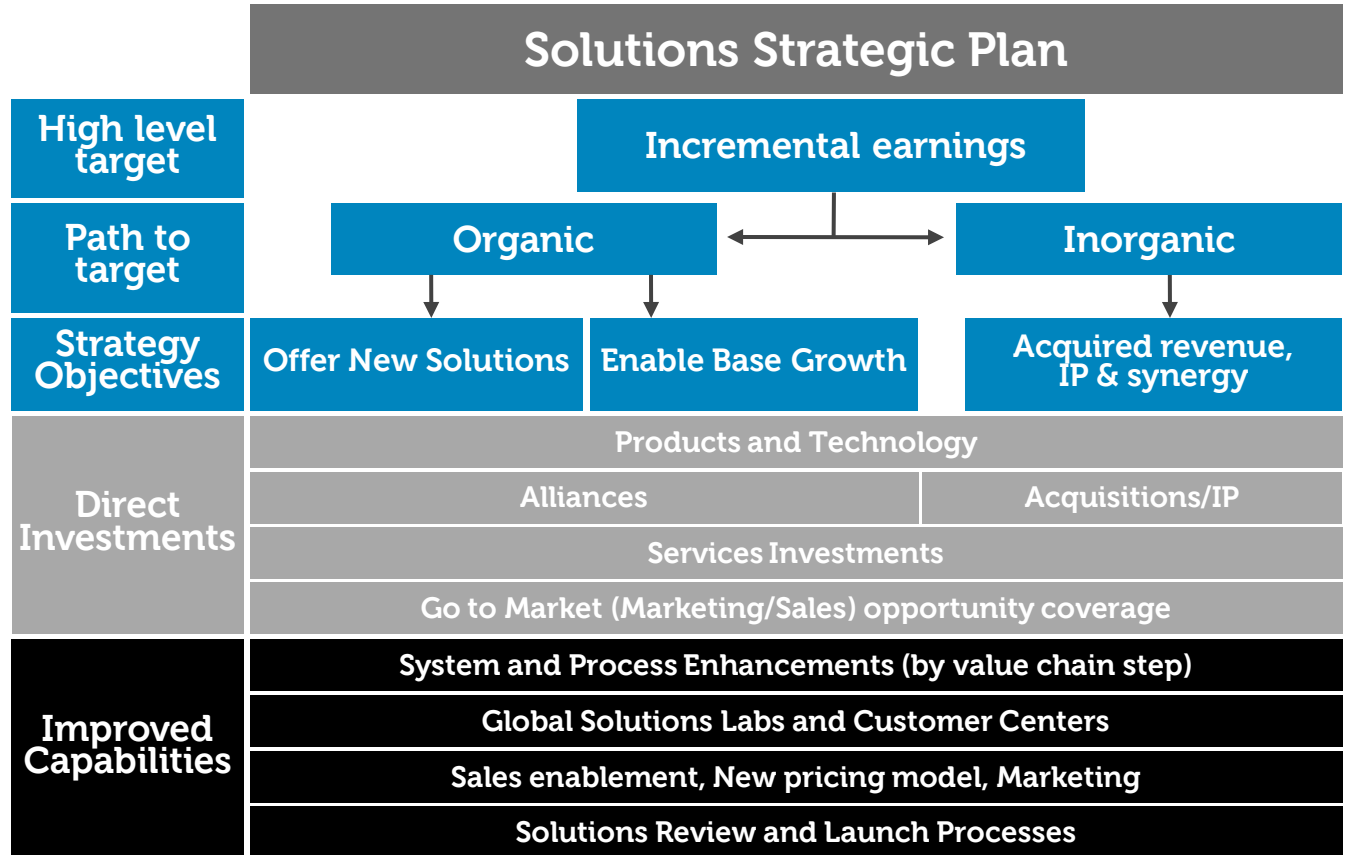 Solutions Strategic Plan
High level
target
Incremental earnings
Path to
target
Organic
Inorganic
Strategy
Objectives
Offer New Solutions
Enable Base Growth
Acquired revenue,
IP & synergy
Direct
Investments
Products and Technology
Alliances
Acquisitions/IP
Services Investments
Go to Market (Marketing/Sales) opportunity coverage
Improved
Capabilities
System and Process Enhancements (by value chain step)
Global Solutions Labs and Customer Centers
Sales enablement, New pricing model, Marketing
Solutions Review and Launch Processes